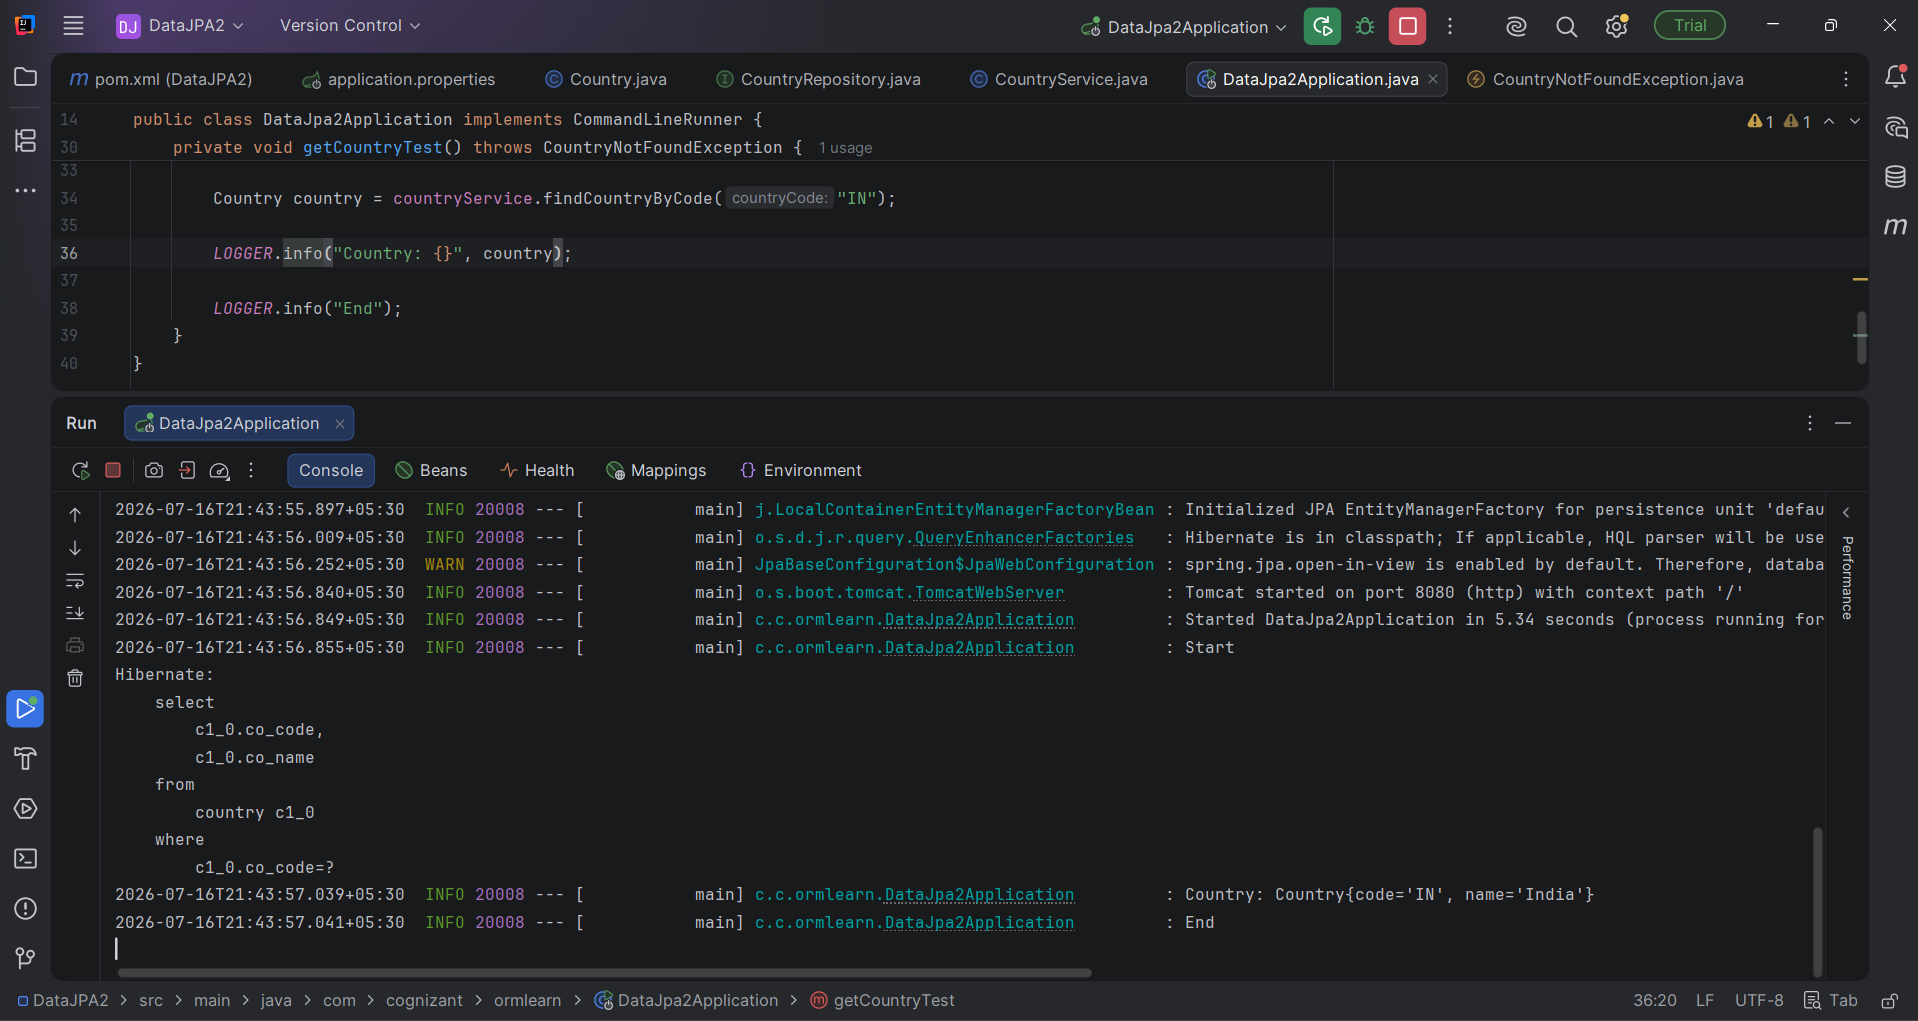 DJ DataJPA2 Version Control DataJpa2Application Trial
m pom.xml (DataJPA2) application.properties Country.java CountryRepository.java CountryService.java DataJpa2Application.java CountryNotFoundException.java
14 public class DataJpa2Application implements CommandLineRunner { 1 1
30 private void getCountryTest() throws CountryNotFoundException { 1 usage
33
34 Country country = countryService.findCountryByCode( countryCode: "IN");
35
36 LOGGER.info("Country: {}", country);
37
38 LOGGER.info("End");
39 }
40 }
Run DataJpa2Application
Console Beans Health Mappings Environment
2026-07-16T21:43:55.897+05:30 INFO 20008 --- [ main] j.LocalContainerEntityManagerFactoryBean : Initialized JPA EntityManagerFactory for persistence unit 'defau
2026-07-16T21:43:56.009+05:30 INFO 20008 --- [ main] o.s.d.j.r.query.QueryEnhancerFactories : Hibernate is in classpath; If applicable, HQL parser will be use
2026-07-16T21:43:56.252+05:30 WARN 20008 --- [ main] JpaBaseConfiguration$JpaWebConfiguration : spring.jpa.open-in-view is enabled by default. Therefore, databa
2026-07-16T21:43:56.840+05:30 INFO 20008 --- [ main] o.s.boot.tomcat.TomcatWebServer : Tomcat started on port 8080 (http) with context path '/'
2026-07-16T21:43:56.849+05:30 INFO 20008 --- [ main] c.c.ormlearn.DataJpa2Application : Started DataJpa2Application in 5.34 seconds (process running for
2026-07-16T21:43:56.855+05:30 INFO 20008 --- [ main] c.c.ormlearn.DataJpa2Application : Start
Hibernate:
select
c1_0.co_code,
c1_0.co_name
from
country c1_0
where
c1_0.co_code=?
2026-07-16T21:43:57.039+05:30 INFO 20008 --- [ main] c.c.ormlearn.DataJpa2Application : Country: Country{code='IN', name='India'}
2026-07-16T21:43:57.041+05:30 INFO 20008 --- [ main] c.c.ormlearn.DataJpa2Application : End
Performance
m
DataJPA2 > src > main > java > com > cognizant > ormlearn > DataJpa2Application > m getCountryTest 36:20 LF UTF-8 Tab